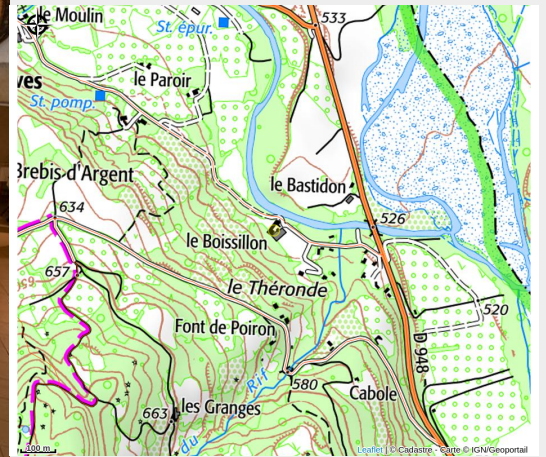 le Moulin
St. épur.
533
ves
le Paroir
St. pomp.
Brebis d'Argent
le Bastidon
634
526
le Boissillon
657
le Théronde
520
Font de Poiron
D 948
Rif
580
Cabole
663
les Granges
du
100 m
Leaflet | © Cadastre - Carte © IGN/Geoportail